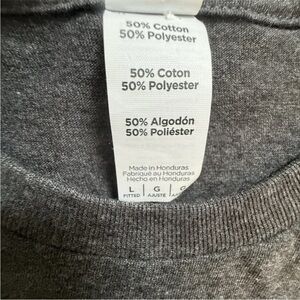 50% Cotton
50% Polyester
50% Coton
50% Polyester
50% Algodón
50% Poliéster
Made in Honduras
Fabriqué au Honduras
Hecho en Honduras
L | G |
FITTED | AJUSTÉ |